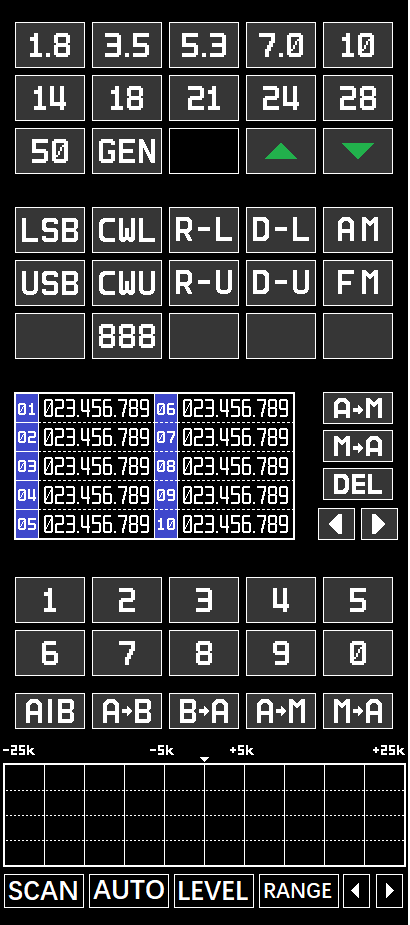 1.8 3.5 5.3 7.0 10
14 18 21 24 28
50 GEN
LSB CWL R-L D-L AM
USB CWU R-U D-U FM
888
01 023.456.789 06 023.456.789 A→M
02 023.456.789 07 023.456.789 M→A
03 023.456.789 08 023.456.789 DEL
04 023.456.789 09 023.456.789
05 023.456.789 10 023.456.789
1 2 3 4 5
6 7 8 9 0
A|B A→B B→A A→M M→A
-25k -5k +5k +25k
SCAN AUTO LEVEL RANGE